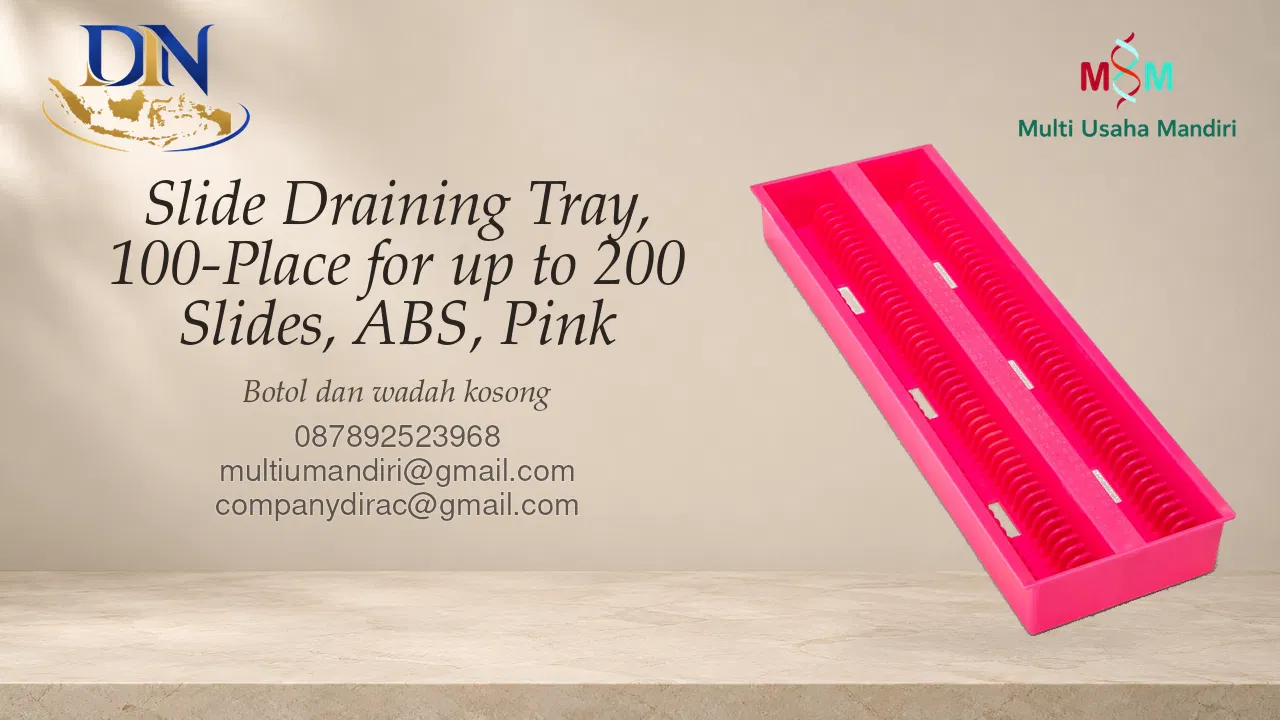 DIN
M M
Multi Usaha Mandiri
Slide Draining Tray,
100-Place for up to 200
Slides, ABS, Pink
Botol dan wadah kosong
087892523968
multiumandiri@gmail.com
companydirac@gmail.com